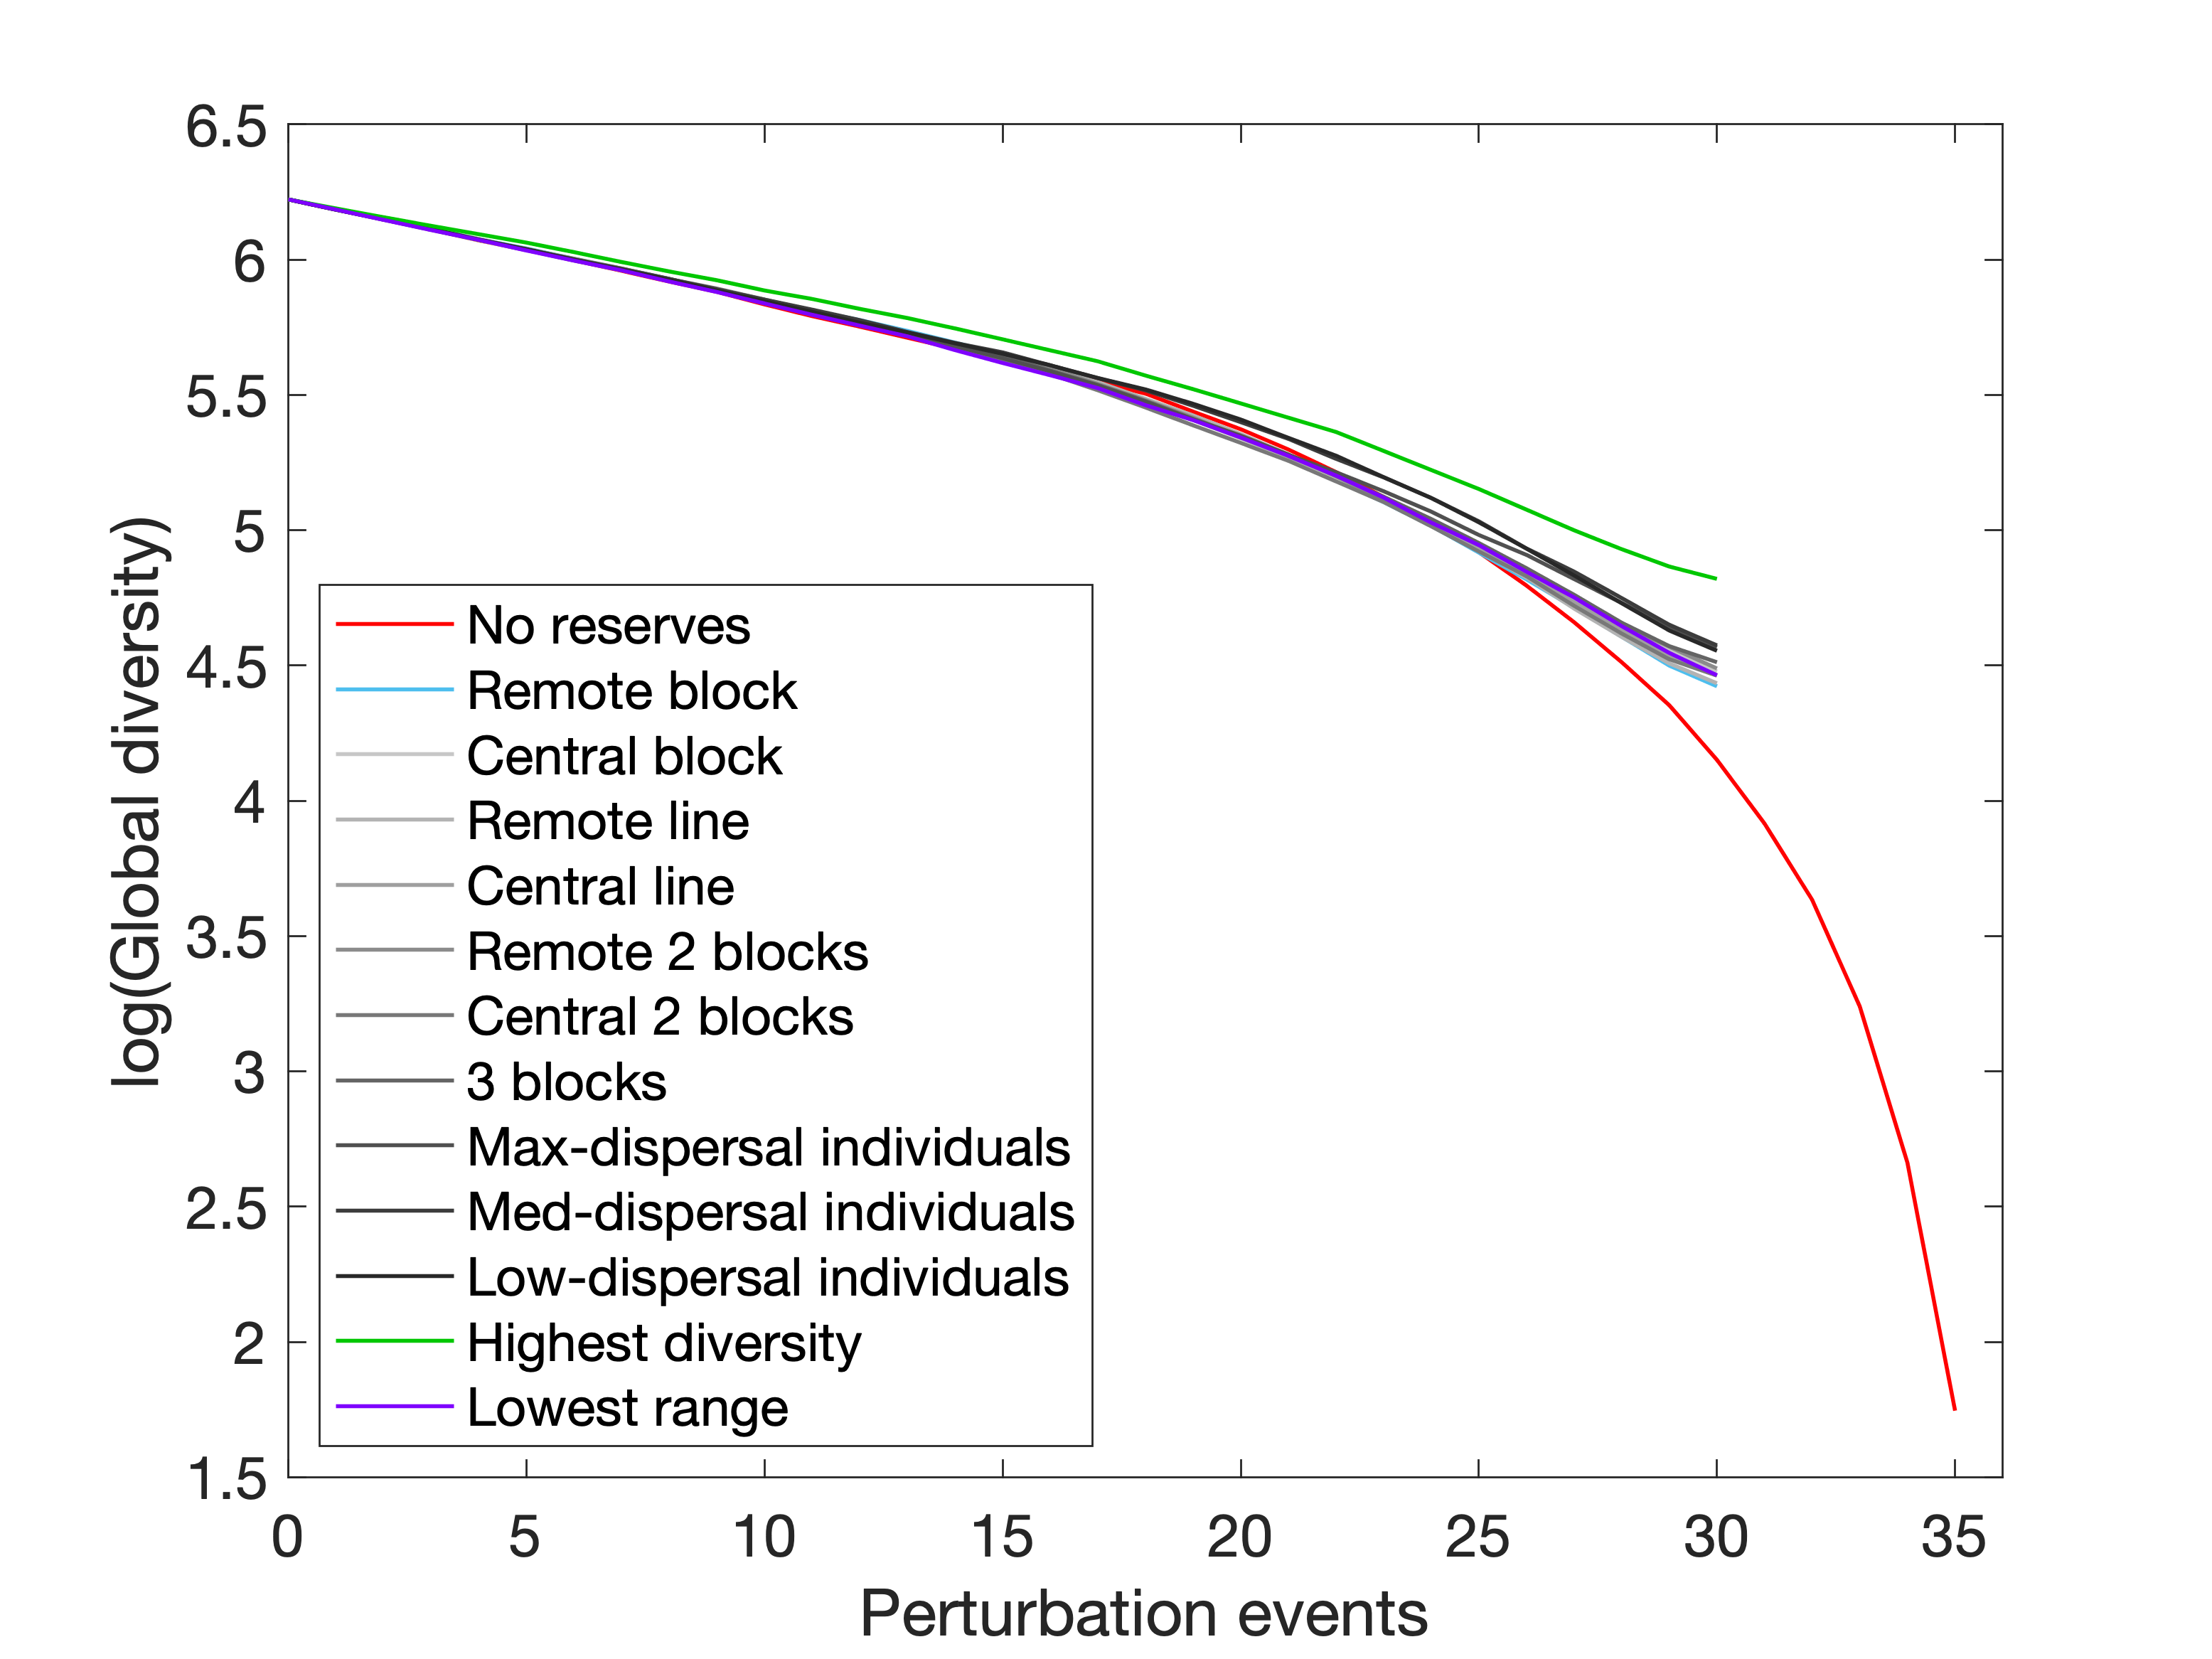 6.5
6
5.5
5
4.5
4
3.5
3
2.5
2
1.5
log(Global diversity)
No reserves
Remote block
Central block
Remote line
Central line
Remote 2 blocks
Central 2 blocks
3 blocks
Max-dispersal individuals
Med-dispersal individuals
Low-dispersal individuals
Highest diversity
Lowest range
0 5 10 15 20 25 30 35
Perturbation events